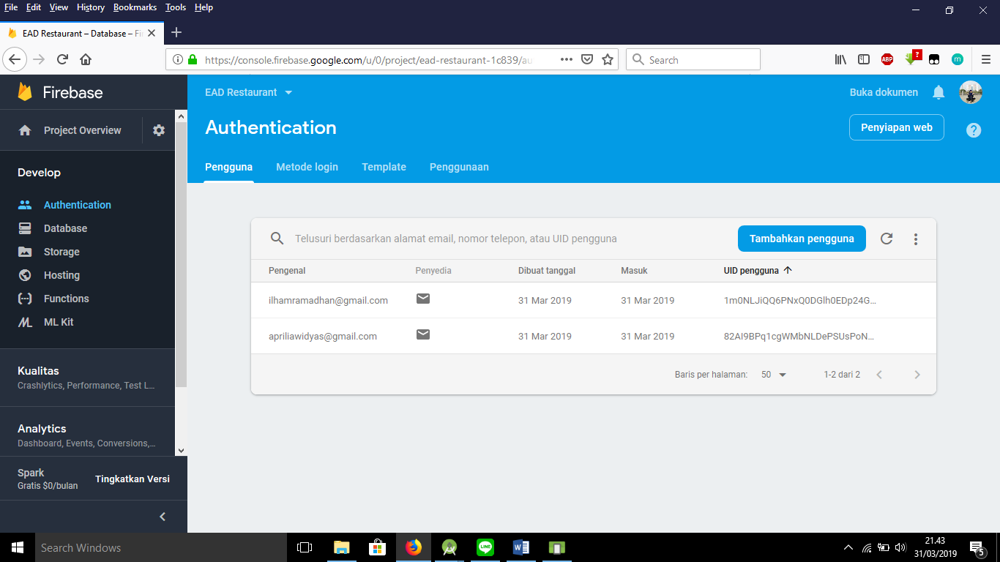 File Edit View History Bookmarks Tools Help
EAD Restaurant – Database – Fi
https://console.firebase.google.com/u/0/project/ead-restaurant-1c839/au
Search
ABP
?
m
Firebase
EAD Restaurant
Buka dokumen
Project Overview
Authentication
Penyiapan web
?
Pengguna Metode login Template Penggunaan
Develop
Authentication
Database
Storage
Hosting
Functions
ML Kit
Kualitas
Crashlytics, Performance, Test L...
Analytics
Dashboard, Events, Conversions,...
Spark
Gratis $0/bulan
Tingkatkan Versi
Telusuri berdasarkan alamat email, nomor telepon, atau UID pengguna
Tambahkan pengguna
Pengenal Penyedia Dibuat tanggal Masuk UID pengguna
ilhamramadhan@gmail.com 31 Mar 2019 31 Mar 2019 1m0NLJiQQ6PNxQ0DGlh0EDp24G...
apriliawidyas@gmail.com 31 Mar 2019 31 Mar 2019 82AI9BPq1cgWMbNLDePSUsPoN...
Baris per halaman: 50 1-2 dari 2
Search Windows
LINE
W
21.43
31/03/2019
5